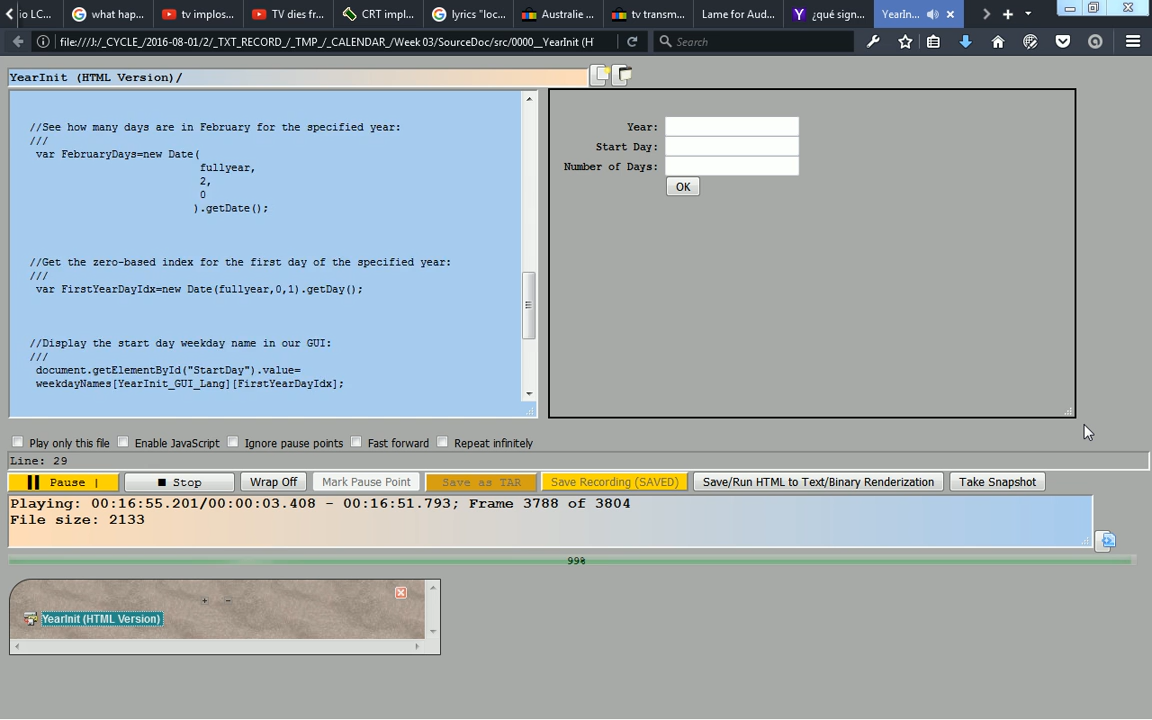 io LC...
what hap...
tv implos...
TV dies fr...
CRT impl...
lyrics "loc...
Australie ...
tv transm...
Lame for Aud...
¿qué sign...
YearIn...
file:///J:/_CYCLE_/2016-08-01/2/_TXT_RECORD_/_TMP_/_CALENDAR_/Week 03/SourceDoc/src/0000__YearInit (H
Search
YearInit (HTML Version)/
//See how many days are in February for the specified year:
///
var FebruaryDays=new Date(
fullyear,
2,
0
).getDate();
//Get the zero-based index for the first day of the specified year:
///
var FirstYearDayIdx=new Date(fullyear,0,1).getDay();
//Display the start day weekday name in our GUI:
///
document.getElementById("StartDay").value=
weekdayNames[YearInit_GUI_Lang][FirstYearDayIdx];
Year:
Start Day:
Number of Days:
OK
Play only this file
Enable JavaScript
Ignore pause points
Fast forward
Repeat infinitely
Line: 29
Pause |
Stop
Wrap Off
Mark Pause Point
Save as TAR
Save Recording (SAVED)
Save/Run HTML to Text/Binary Renderization
Take Snapshot
Playing: 00:16:55.201/00:00:03.408 - 00:16:51.793; Frame 3788 of 3804
File size: 2133
99%
+ −
YearInit (HTML Version)